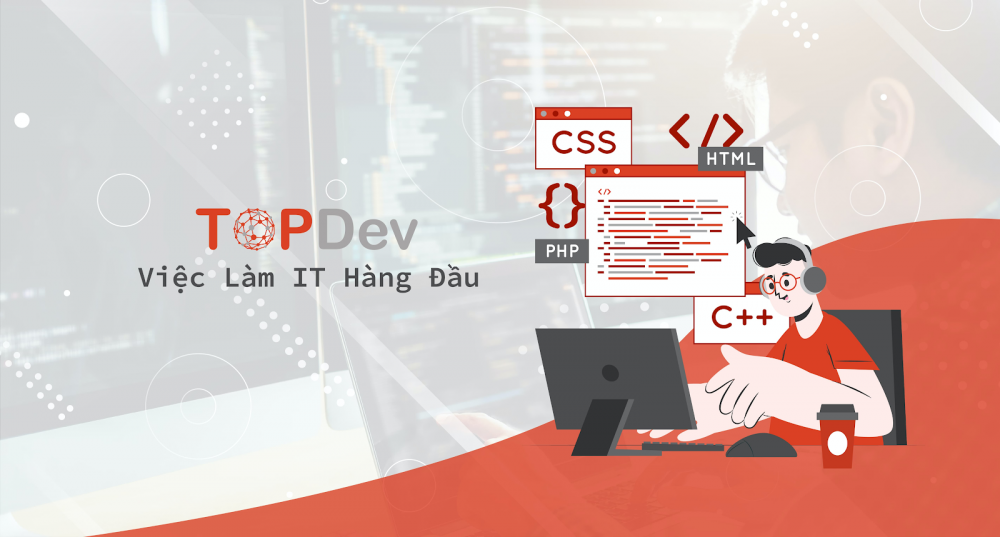 TOPDev
Việc Làm IT Hàng Đầu
CSS
</>
HTML
{}
</>
PHP
C++